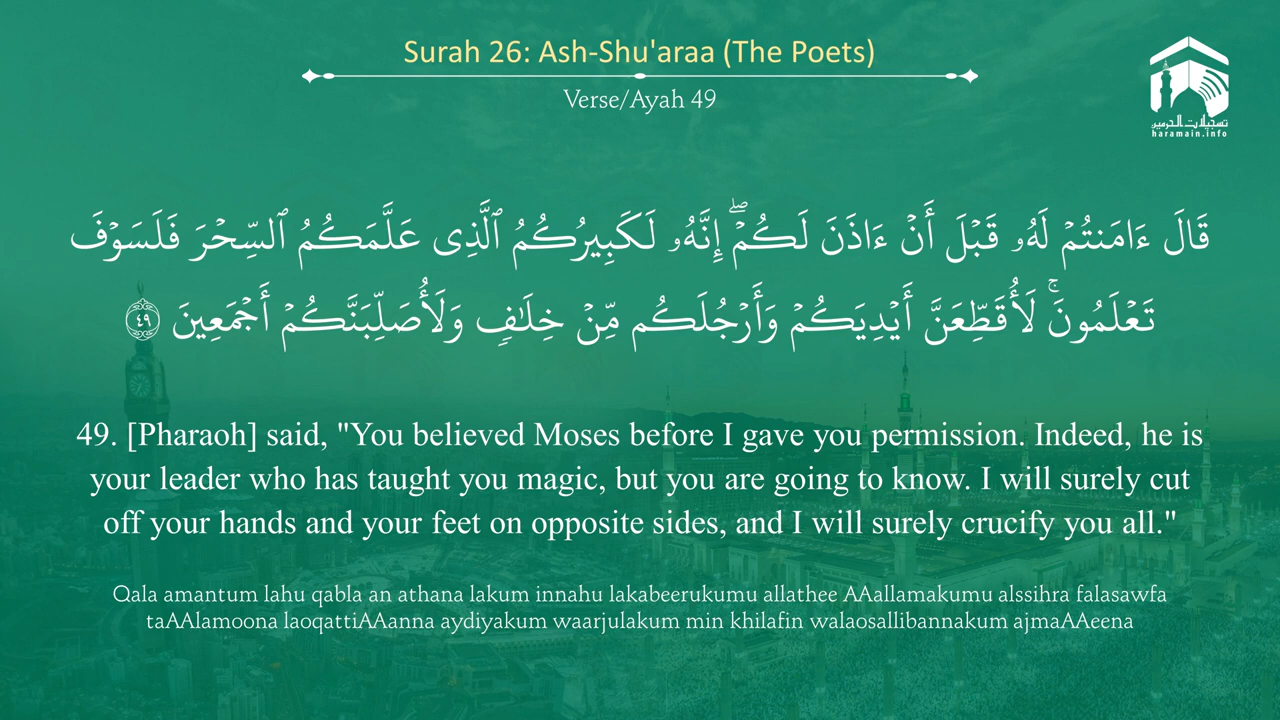 Surah 26: Ash-Shu'araa (The Poets)
Verse/Ayah 49
تسجيلات الحرمين
haramain.info
قَالَ ءَامَنتُمۡ لَهُۥ قَبۡلَ أَنۡ ءَاذَنَ لَكُمۡۖ إِنَّهُۥ لَكَبِيرُكُمُ ٱلَّذِى عَلَّمَكُمُ ٱلسِّحۡرَ فَلَسَوۡفَ
تَعۡلَمُونَۚ لَأُقَطِّعَنَّ أَيۡدِيَكُمۡ وَأَرۡجُلَكُم مِّنۡ خِلَـٰفٍ وَلَأُصَلِّبَنَّكُمۡ أَجۡمَعِينَ ٤٩
49. [Pharaoh] said, "You believed Moses before I gave you permission. Indeed, he is
your leader who has taught you magic, but you are going to know. I will surely cut
off your hands and your feet on opposite sides, and I will surely crucify you all."
Qala amantum lahu qabla an athana lakum innahu lakabeerukumu allathee AAallamakumu alssihra falasawfa
taAAlamoona laoqattiAAanna aydiyakum waarjulakum min khilafin walaosallibannakum ajmaAAeena